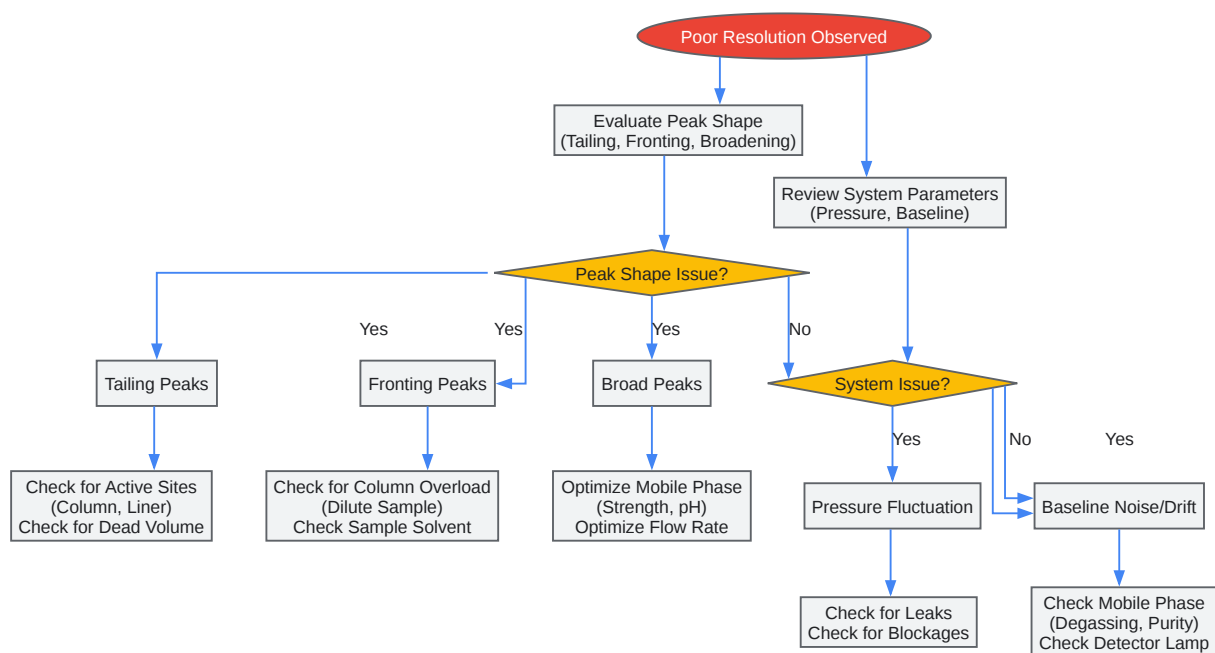 Poor Resolution Observed
Evaluate Peak Shape
(Tailing, Fronting, Broadening)
Review System Parameters
(Pressure, Baseline)
Peak Shape Issue?
Yes
Yes
Yes
No
Tailing Peaks
Fronting Peaks
Broad Peaks
System Issue?
Yes
No
Yes
Check for Active Sites
(Column, Liner)
Check for Dead Volume
Check for Column Overload
(Dilute Sample)
Check Sample Solvent
Optimize Mobile Phase
(Strength, pH)
Optimize Flow Rate
Pressure Fluctuation
Baseline Noise/Drift
Check for Leaks
Check for Blockages
Check Mobile Phase
(Degassing, Purity)
Check Detector Lamp